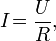 I = U/R,